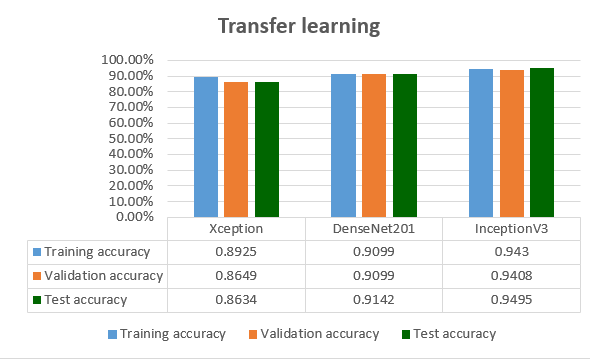 Transfer learning
100.00%
90.00%
80.00%
70.00%
60.00%
50.00%
40.00%
30.00%
20.00%
10.00%
0.00%
Xception DenseNet201 InceptionV3
Training accuracy 0.8925 0.9099 0.943
Validation accuracy 0.8649 0.9099 0.9408
Test accuracy 0.8634 0.9142 0.9495
Training accuracy Validation accuracy Test accuracy